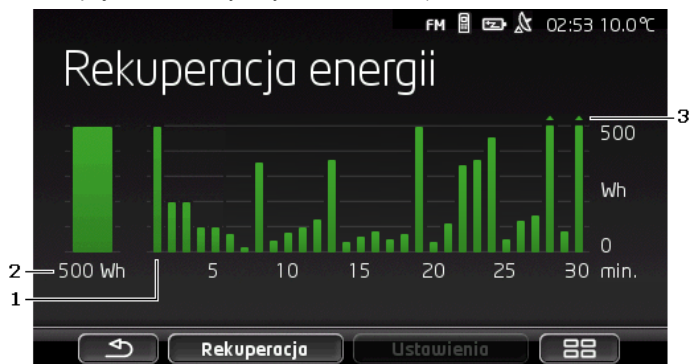 FM 02:53 10.0°C
Rekuperacja energii
3
500
Wh
0
2 500 Wh 5 10 15 20 25 30 min.
1
Rekuperacja Ustawienia